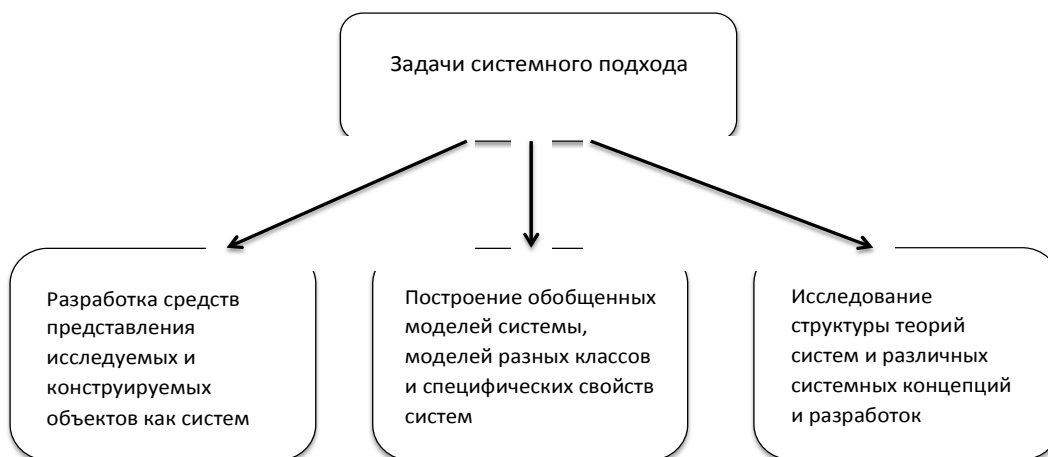 Задачи системного подхода
Разработка средств
представления
исследуемых и
конструируемых
объектов как систем
Построение обобщенных
моделей системы,
моделей разных классов
и специфических свойств
систем
Исследование
структуры теорий
систем и различных
системных концепций
и разработок